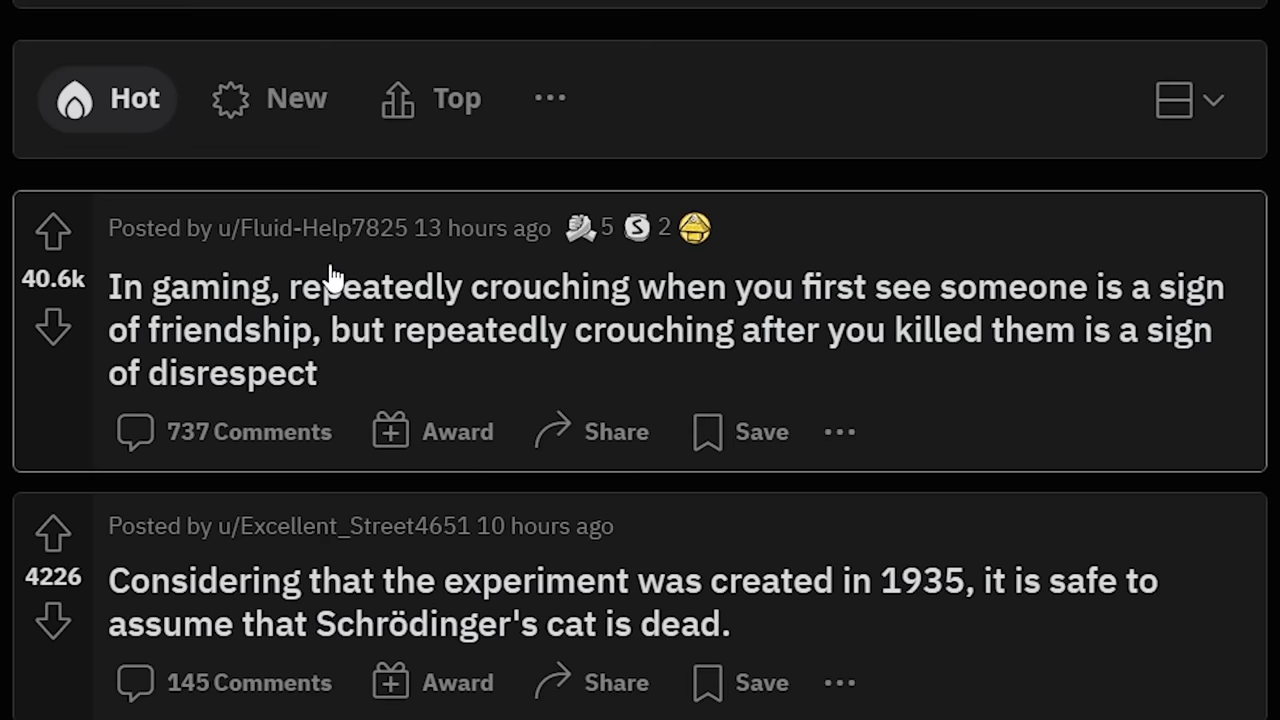 Hot New Top
Posted by u/Fluid-Help7825 13 hours ago 5 S 2
40.6k
In gaming, repeatedly crouching when you first see someone is a sign
of friendship, but repeatedly crouching after you killed them is a sign
of disrespect
737 Comments Award Share Save
Posted by u/Excellent_Street4651 10 hours ago
4226
Considering that the experiment was created in 1935, it is safe to
assume that Schrödinger's cat is dead.
145 Comments Award Share Save